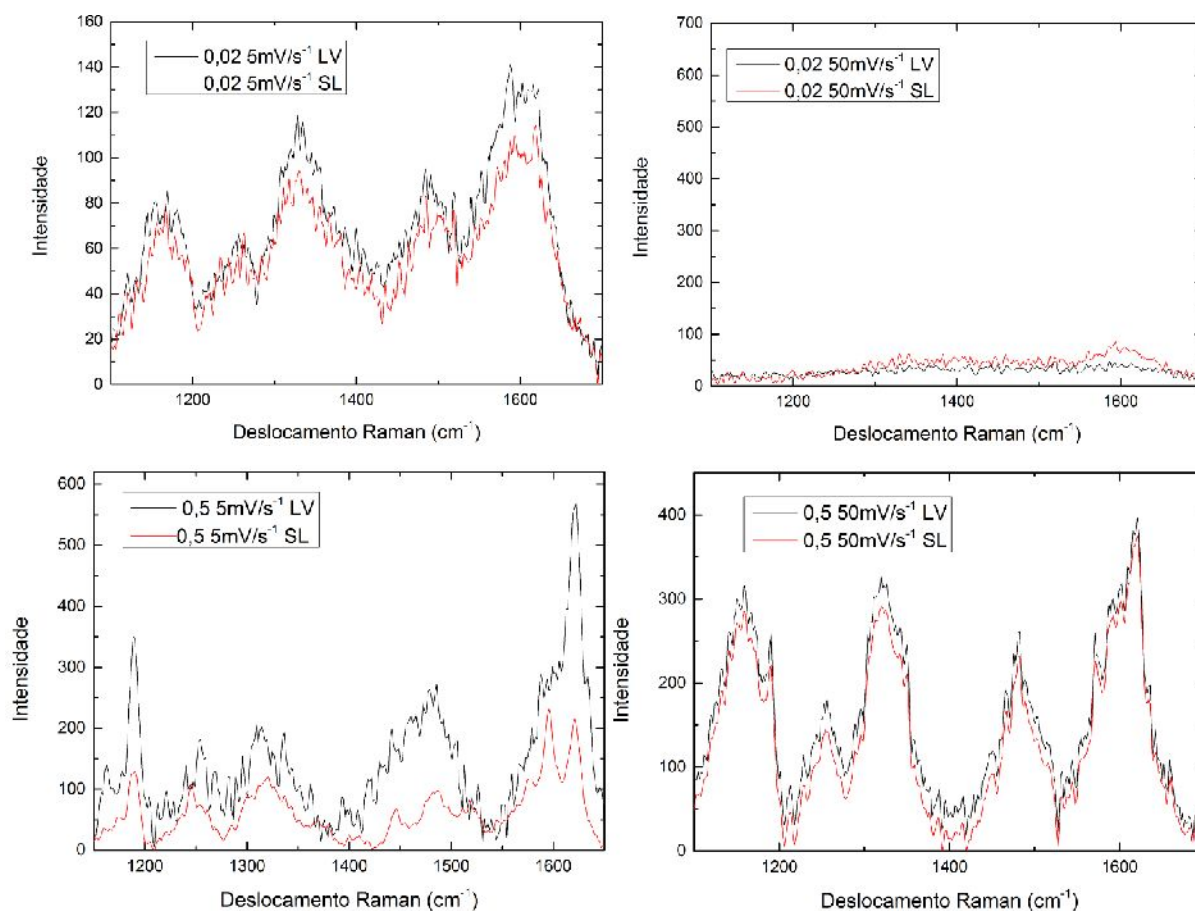 160
140
120
100
80
60
40
20
0
Intensidade
0,02 5mV/s⁻¹ LV
0,02 5mV/s⁻¹ SL
1200
1400
1600
Deslocamento Raman (cm⁻¹)
700
600
500
400
300
200
100
0
Intensidade
0,02 50mV/s⁻¹ LV
0,02 50mV/s⁻¹ SL
1200
1400
1600
Deslocamento Raman (cm⁻¹)
600
500
400
300
200
100
0
Intensidade
0,5 5mV/s⁻¹ LV
0,5 5mV/s⁻¹ SL
1200
1300
1400
1500
1600
Deslocamento Raman (cm⁻¹)
400
300
200
100
0
Intensidade
0,5 50mV/s⁻¹ LV
0,5 50mV/s⁻¹ SL
1200
1400
1600
Deslocamento Raman (cm⁻¹)